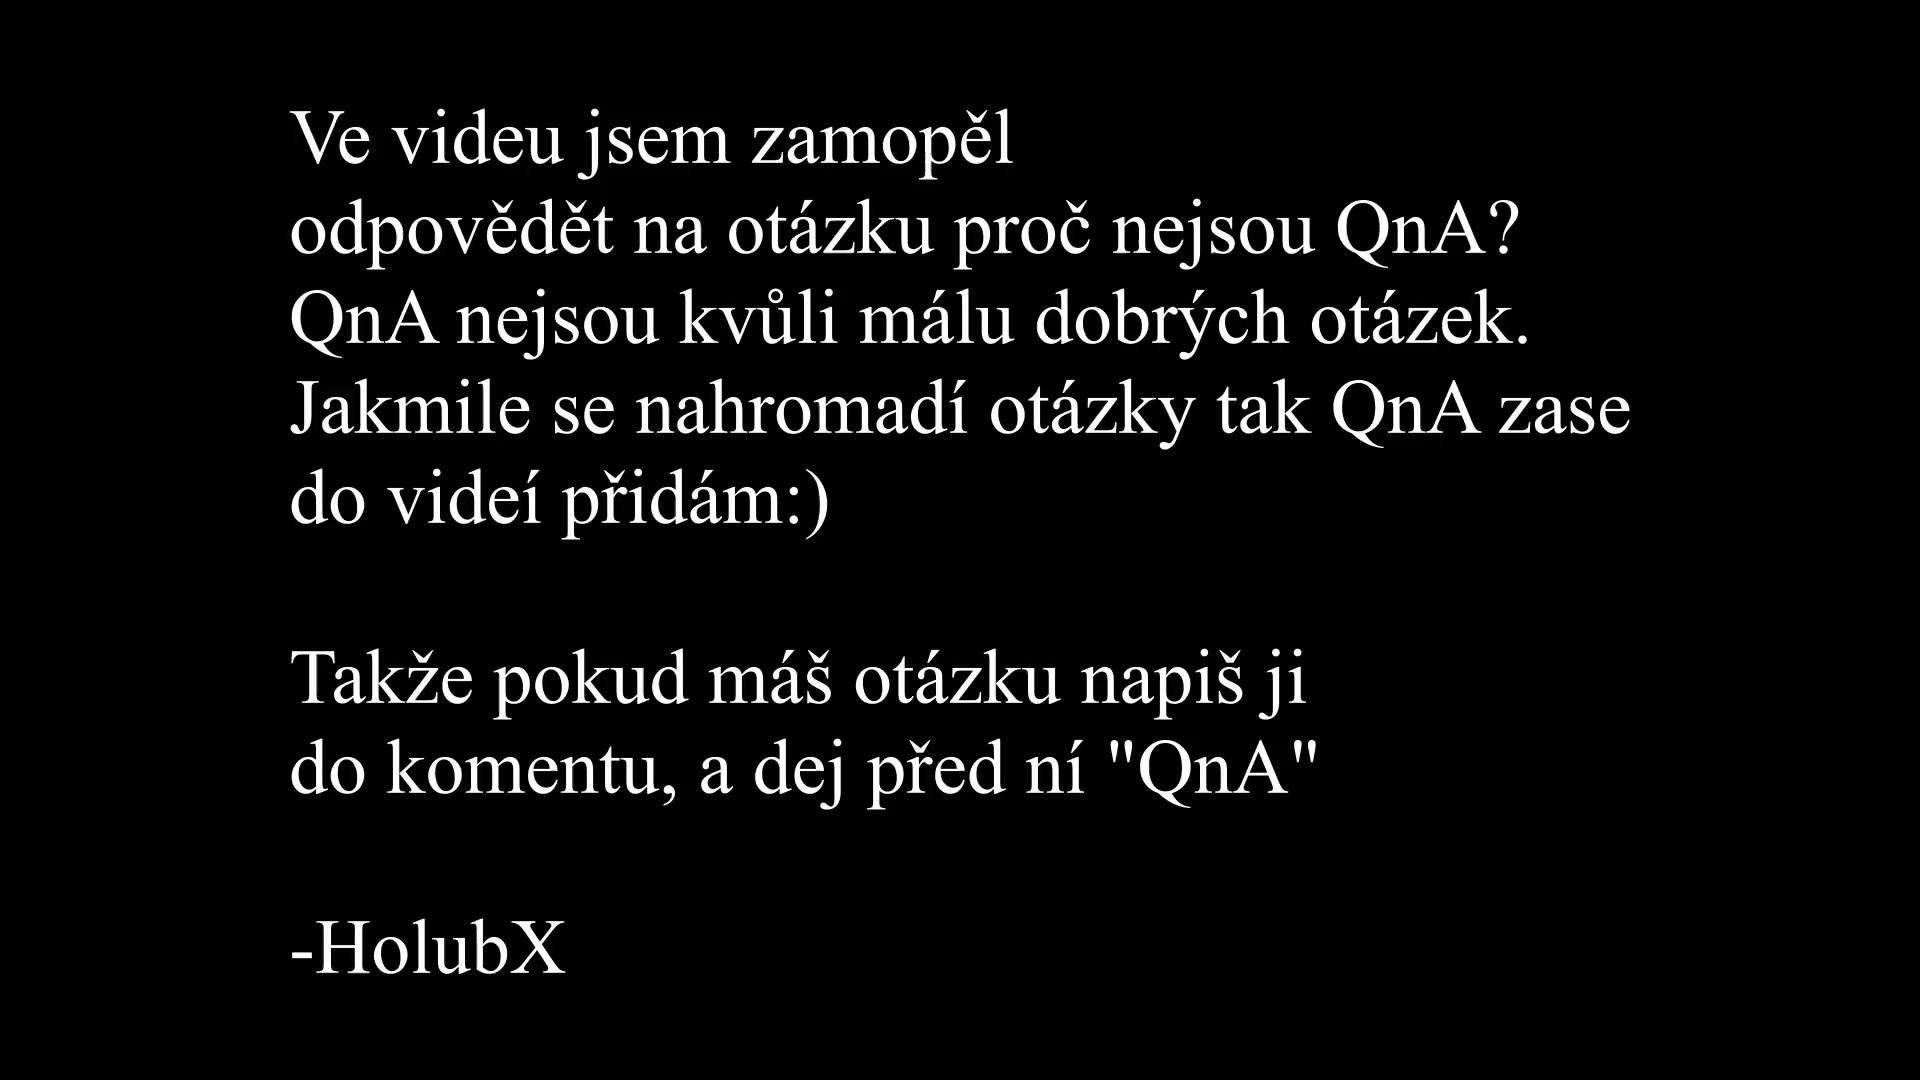 Ve videu jsem zamopěl
odpovědět na otázku proč nejsou QnA?
QnA nejsou kvůli málu dobrých otázek.
Jakmile se nahromadí otázky tak QnA zase
do videí přidám:)
Takže pokud máš otázku napiš ji
do komentu, a dej před ní "QnA"
-HolubX